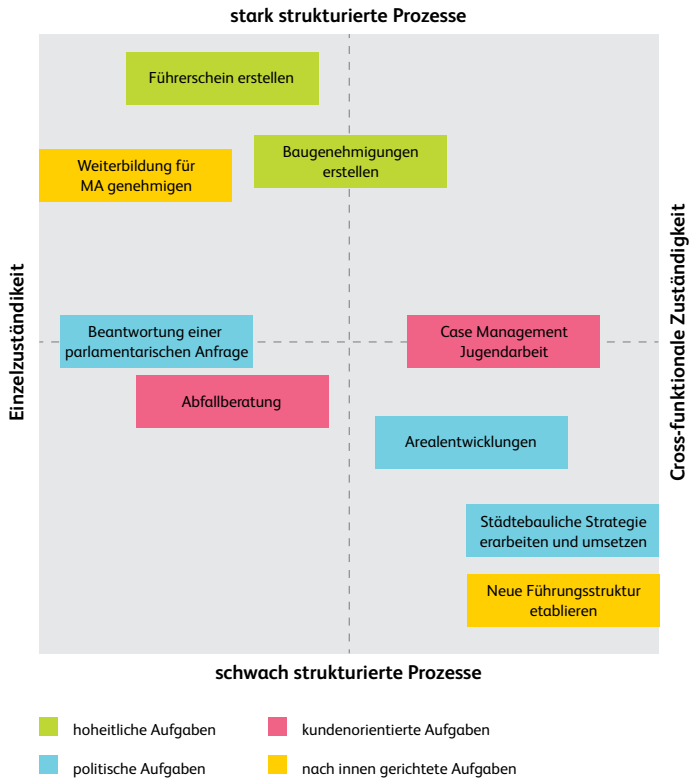 stark strukturierte Prozesse
Führerschein erstellen
Baugenehmigungen
erstellen
Weiterbildung für
MA genehmigen
Einzelzuständikeit
Cross-funktionale Zuständigkeit
Beantwortung einer
parlamentarischen Anfrage
Case Management
Jugendarbeit
Abfallberatung
Arealentwicklungen
Städtebauliche Strategie
erarbeiten und umsetzen
Neue Führungsstruktur
etablieren
schwach strukturierte Prozesse
hoheitliche Aufgaben
kundenorientierte Aufgaben
politische Aufgaben
nach innen gerichtete Aufgaben